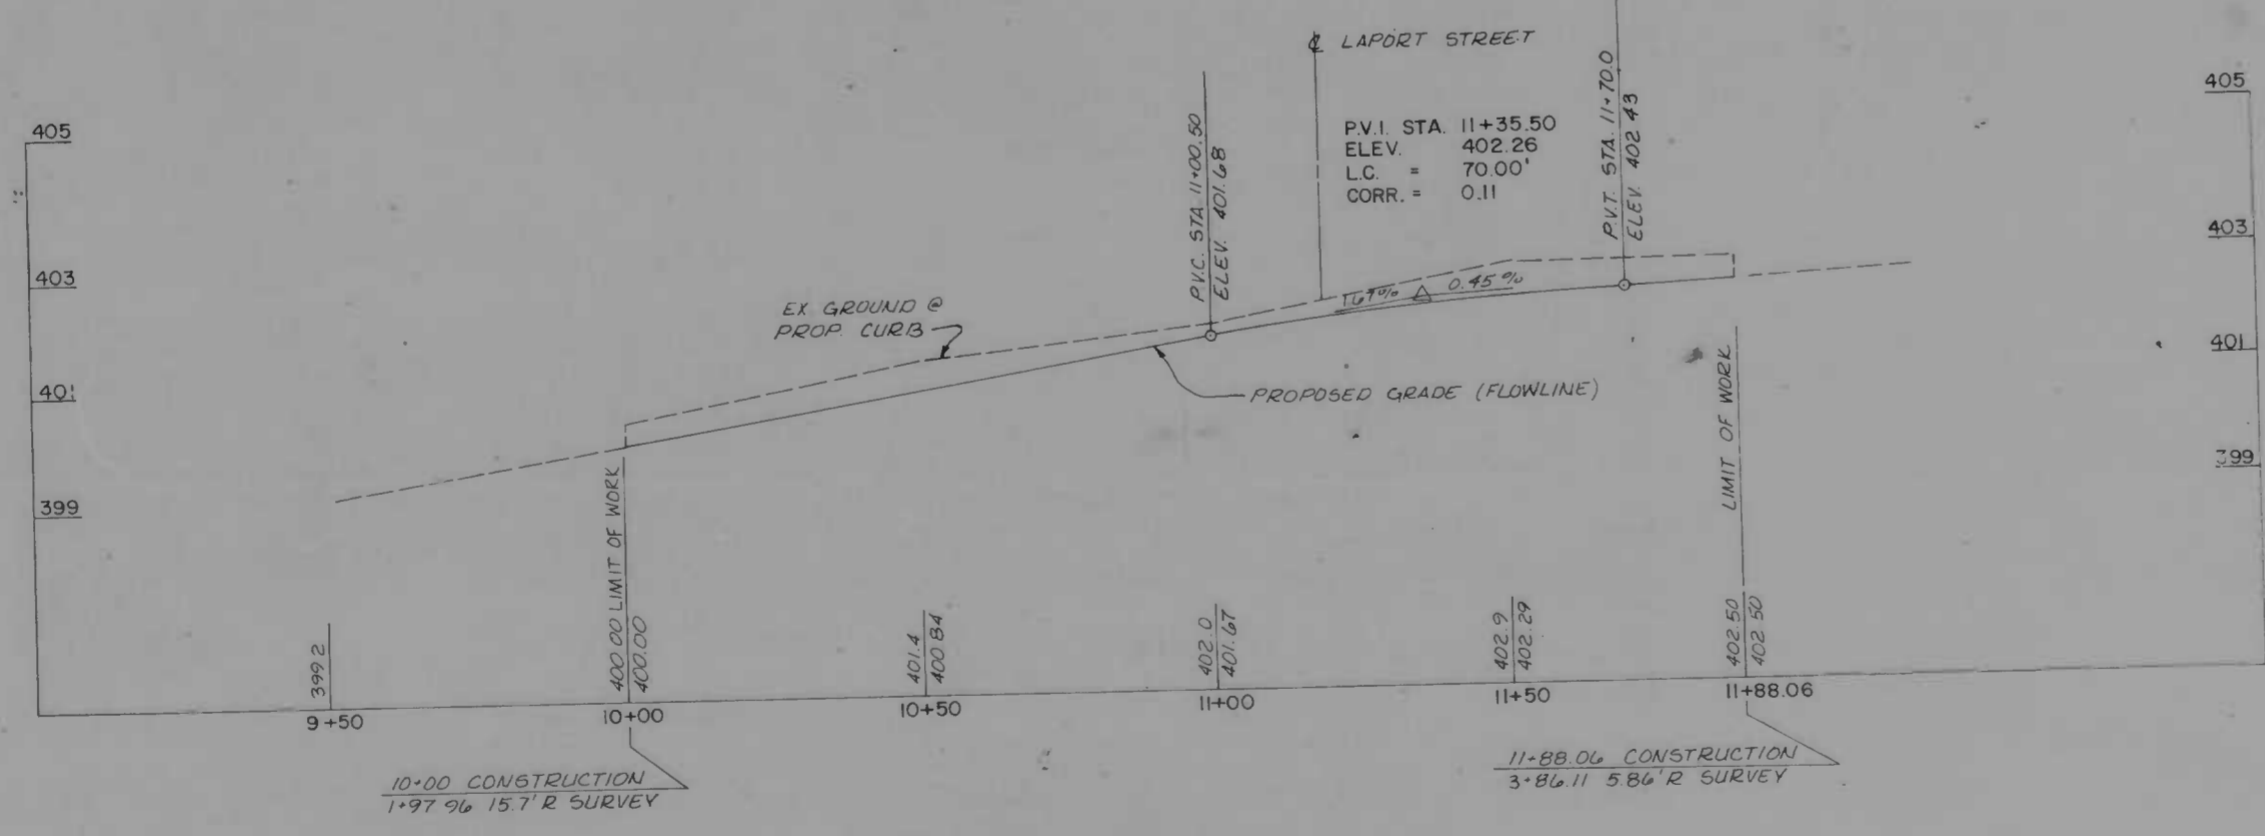 ℄ LAPORT STREET
405
403
401
399
405
403
401
399
P.V.C. STA. 11+00.50
ELEV. 401.68
P.V.I. STA. 11+35.50
ELEV. 402.26
L.C. = 70.00'
CORR. = 0.11
P.V.T. STA. 11+70.0
ELEV. 402.43
EX GROUND @
PROP. CURB
1.67% △ 0.45%
PROPOSED GRADE (FLOWLINE)
LIMIT OF WORK
LIMIT OF WORK
399.2
400.00
400.00
401.4
400.84
402.0
401.67
402.9
402.29
402.50
402.50
9+50
10+00
10+50
11+00
11+50
11+88.06
10+00 CONSTRUCTION
1+97.96 15.7'R SURVEY
11+88.06 CONSTRUCTION
3+86.11 5.86'R SURVEY